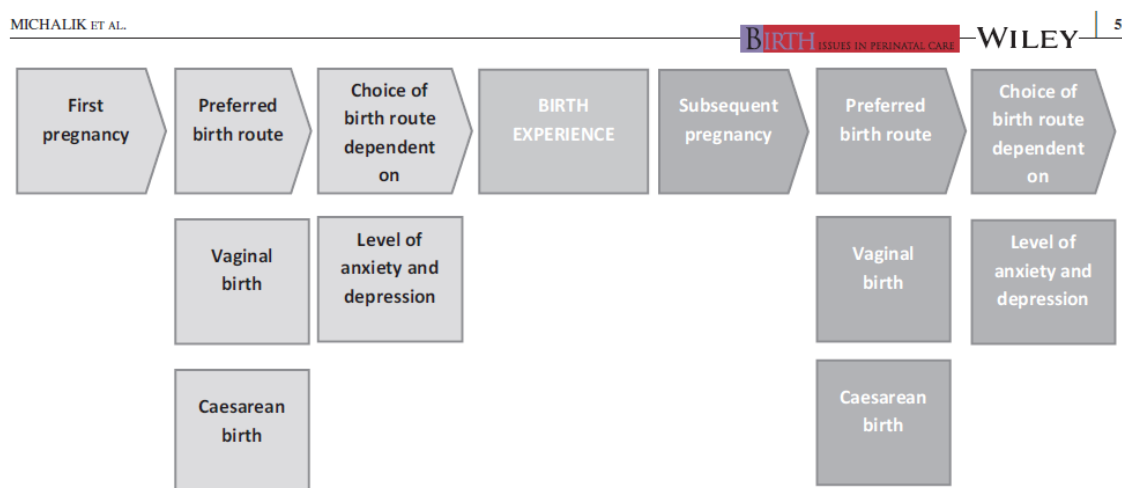 MICHALIK ET AL.
BIRTH ISSUES IN PERINATAL CARE
WILEY
5
First
pregnancy
Preferred
birth route
Choice of
birth route
dependent
on
BIRTH
EXPERIENCE
Subsequent
pregnancy
Preferred
birth route
Choice of
birth route
dependent
on
Vaginal
birth
Level of
anxiety and
depression
Vaginal
birth
Level of
anxiety and
depression
Caesarean
birth
Caesarean
birth